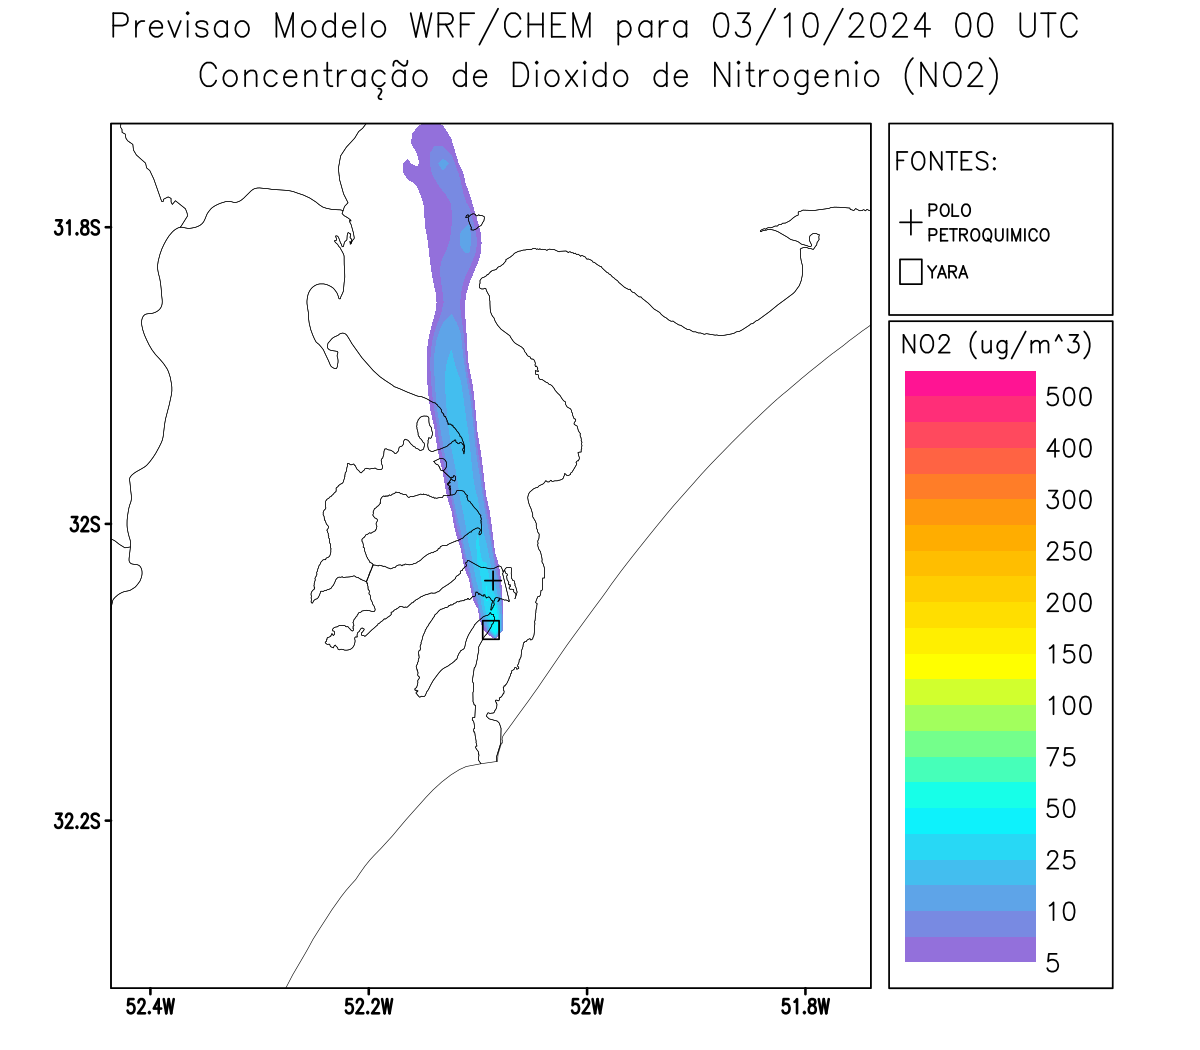 Previsao Modelo WRF/CHEM para 03/10/2024 00 UTC
Concentração de Dioxido de Nitrogenio (NO2)
FONTES:
POLO
PETROQUIMICO
YARA
NO2 (ug/m^3)
500
400
300
250
200
150
100
75
50
25
10
5
31.8S
32S
32.2S
52.4W
52.2W
52W
51.8W